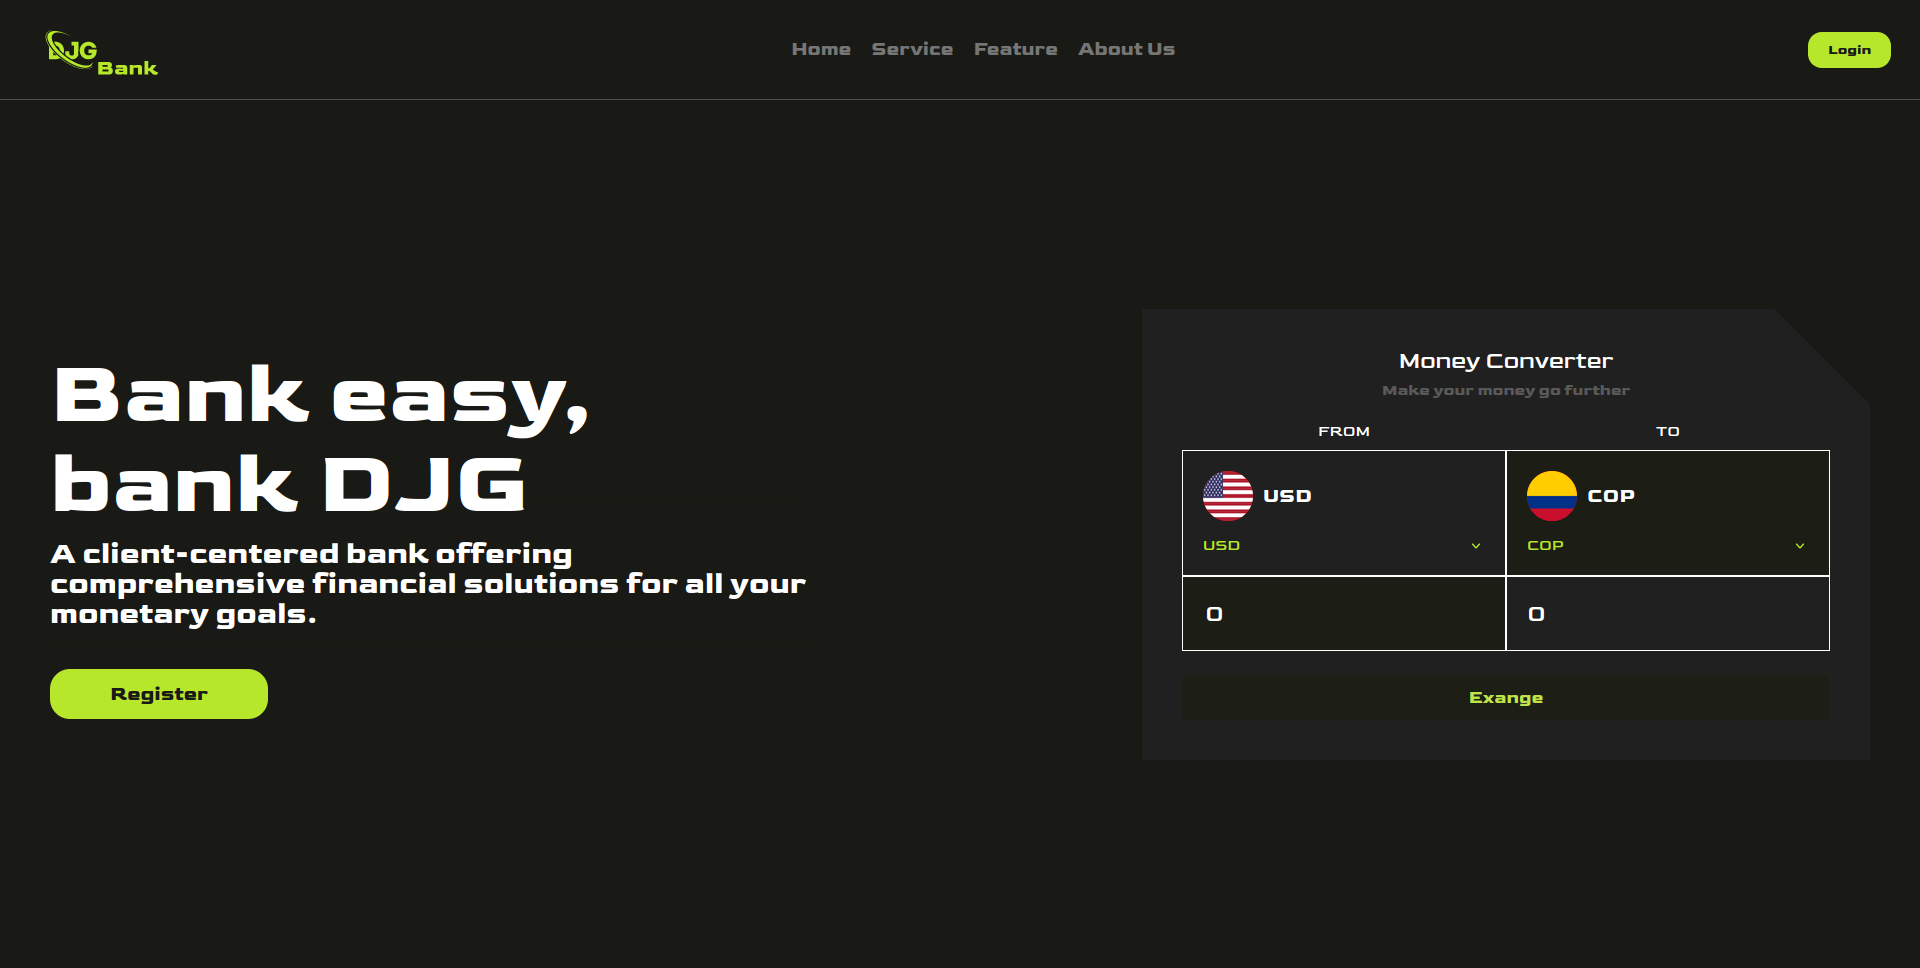 DJG
Bank
Home Service Feature About Us
Login
Bank easy,
bank DJG
A client-centered bank offering
comprehensive financial solutions for all your
monetary goals.
Register
Money Converter
Make your money go further
FROM TO
USD COP
USD COP
0 0
Exange